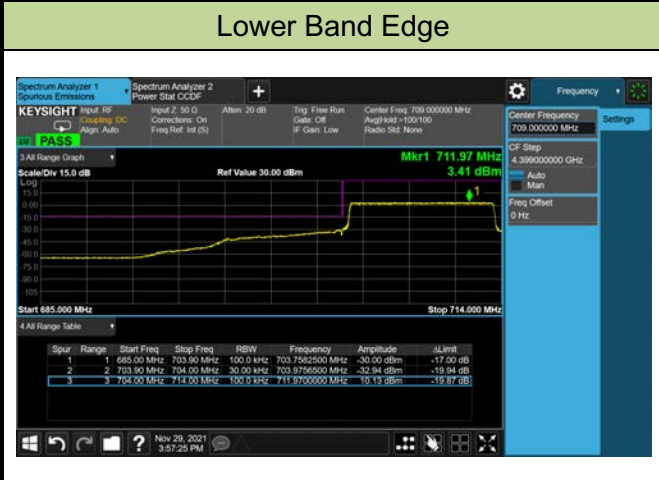 Lower Band Edge
Spectrum Analyzer 1
Spurious Emissions
Spectrum Analyzer 2
Power Stat CCDF
+
Frequency
KEYSIGHT
Input: RF
Coupling: DC
Align: Auto
Input Z: 50 Ω
Corrections: On
Freq Ref: Int (S)
Atten: 20 dB
Trig: Free Run
Gate: Off
IF Gain: Low
Center Freq: 709.000000 MHz
Avg|Hold:>100/100
Radio Std: None
PASS
Center Frequency
709.000000 MHz
Settings
CF Step
4.399000000 GHz
Auto
Man
Freq Offset
0 Hz
3 All Range Graph
Mkr1 711.97 MHz
Scale/Div 15.0 dB
Ref Value 30.00 dBm
3.41 dBm
Log
15.0
0.00
-15.0
-30.0
-45.0
-60.0
-75.0
-90.0
-105
1
Start 685.000 MHz
Stop 714.000 MHz
4 All Range Table
Spur Range Start Freq Stop Freq RBW Frequency Amplitude ΔLimit
1 1 685.00 MHz 703.90 MHz 100.0 kHz 703.7582500 MHz -30.00 dBm -17.00 dB
2 2 703.90 MHz 704.00 MHz 30.00 kHz 703.9756500 MHz -32.94 dBm -19.94 dB
3 3 704.00 MHz 714.00 MHz 100.0 kHz 711.9700000 MHz 10.13 dBm -19.87 dB
?
Nov 29, 2021
3:57:25 PM